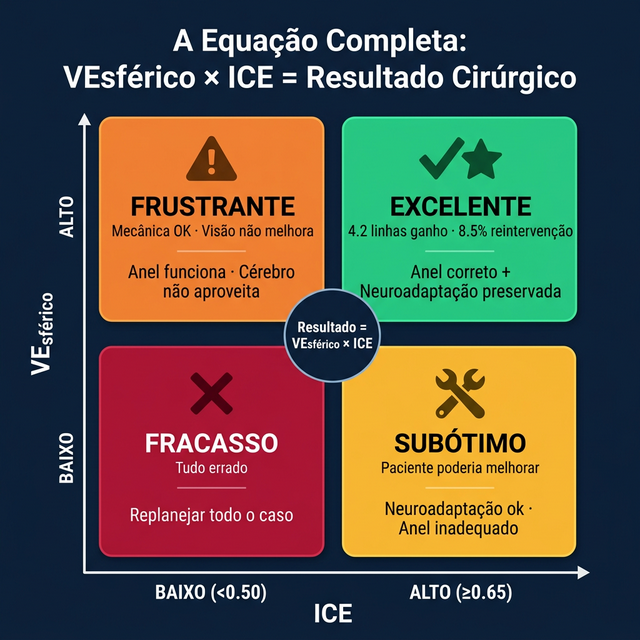 A Equação Completa:
VEsférico × ICE = Resultado Cirúrgico
ALTO
FRUSTRANTE
Mecânica OK · Visão não melhora
Anel funciona · Cérebro
não aproveita
EXCELENTE
4.2 linhas ganho · 8.5% reintervenção
Anel correto +
Neuroadaptação preservada
VEsférico
Resultado =
VEsférico × ICE
BAIXO
FRACASSO
Tudo errado
Replanejar todo o caso
SUBÓTIMO
Paciente poderia melhorar
Neuroadaptação ok ·
Anel inadequado
BAIXO (<0.50)
ALTO (≥0.65)
ICE